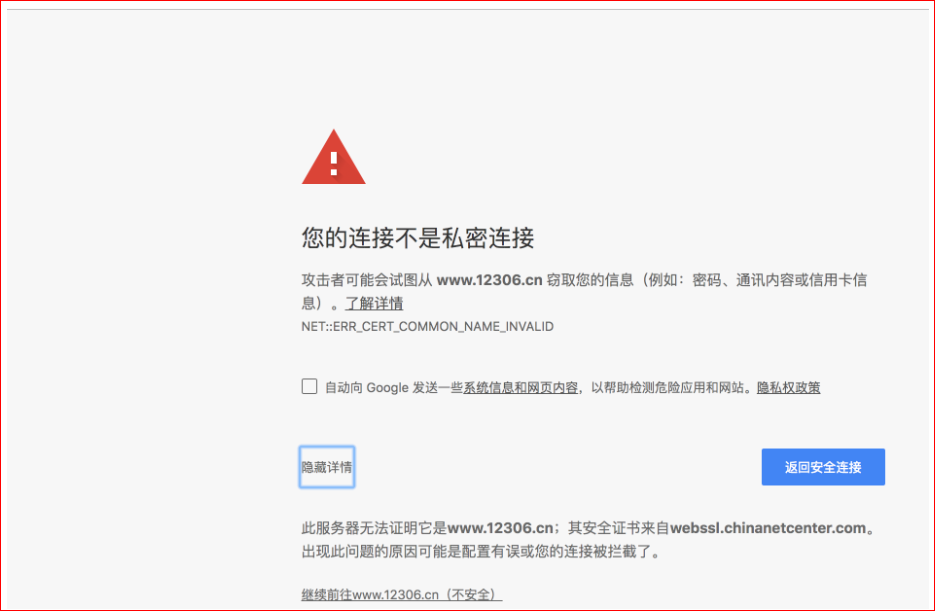 您的连接不是私密连接
攻击者可能会试图从 www.12306.cn 窃取您的信息（例如：密码、通讯内容或信用卡信
息）。了解详情
NET::ERR_CERT_COMMON_NAME_INVALID
自动向 Google 发送一些系统信息和网页内容，以帮助检测危险应用和网站。隐私权政策
隐藏详情
返回安全连接
此服务器无法证明它是www.12306.cn；其安全证书来自webssl.chinanetcenter.com。
出现此问题的原因可能是配置有误或您的连接被拦截了。
继续前往www.12306.cn（不安全）